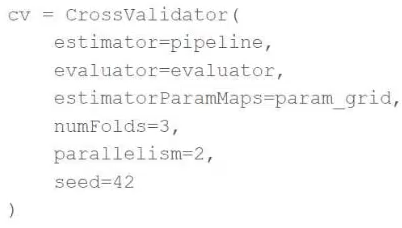 cv = CrossValidator(
    estimator=pipeline,
    evaluator=evaluator,
    estimatorParamMaps=param_grid,
    numFolds=3,
    parallelism=2,
    seed=42
)